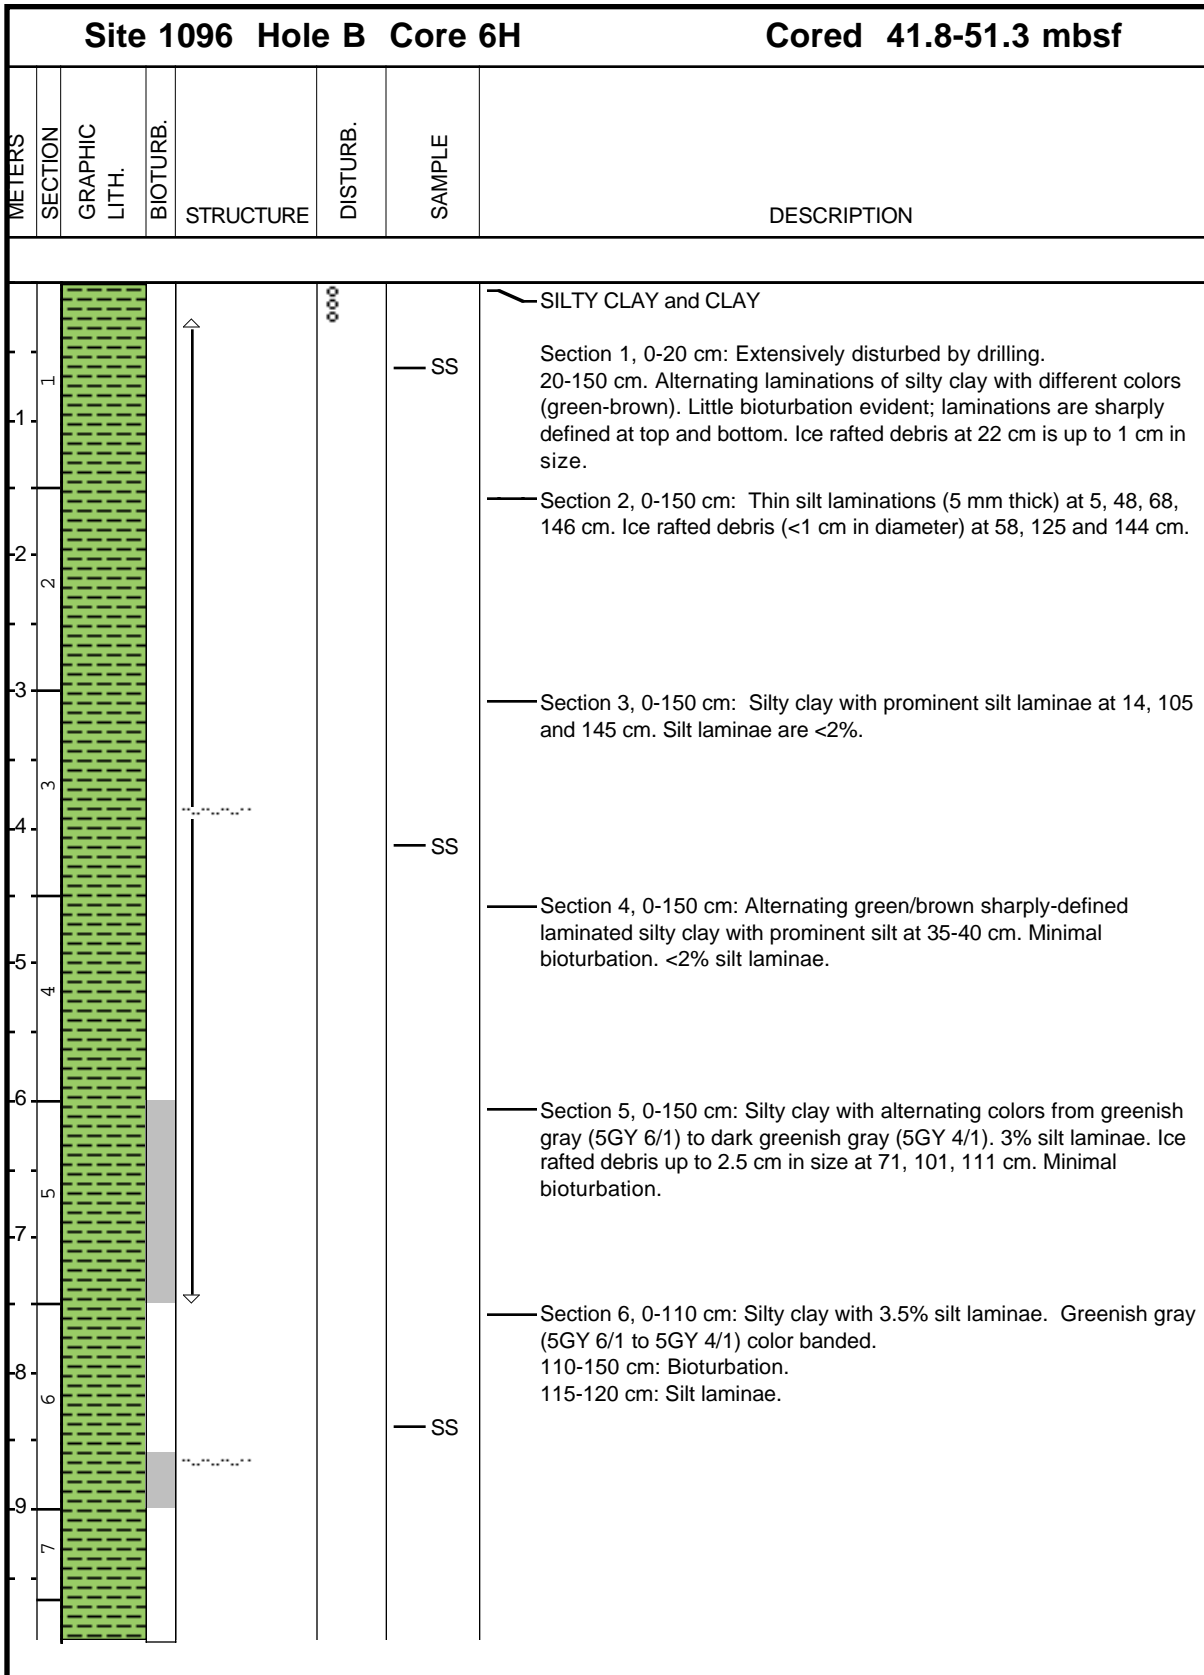 Site 1096 Hole B Core 6H Cored 41.8-51.3 mbsf
METERS
SECTION
GRAPHIC
LITH.
BIOTURB.
STRUCTURE
DISTURB.
SAMPLE
DESCRIPTION
SILTY CLAY and CLAY
Section 1, 0-20 cm: Extensively disturbed by drilling.
SS
1
20-150 cm. Alternating laminations of silty clay with different colors
(green-brown). Little bioturbation evident; laminations are sharply
1
defined at top and bottom. Ice rafted debris at 22 cm is up to 1 cm in
size.
Section 2, 0-150 cm: Thin silt laminations (5 mm thick) at 5, 48, 68,
146 cm. Ice rafted debris (<1 cm in diameter) at 58, 125 and 144 cm.
2
2
3
Section 3, 0-150 cm: Silty clay with prominent silt laminae at 14, 105
and 145 cm. Silt laminae are <2%.
3
4
SS
Section 4, 0-150 cm: Alternating green/brown sharply-defined
laminated silty clay with prominent silt at 35-40 cm. Minimal
bioturbation. <2% silt laminae.
5
4
6
Section 5, 0-150 cm: Silty clay with alternating colors from greenish
gray (5GY 6/1) to dark greenish gray (5GY 4/1). 3% silt laminae. Ice
rafted debris up to 2.5 cm in size at 71, 101, 111 cm. Minimal
bioturbation.
5
7
Section 6, 0-110 cm: Silty clay with 3.5% silt laminae. Greenish gray
(5GY 6/1 to 5GY 4/1) color banded.
110-150 cm: Bioturbation.
8
115-120 cm: Silt laminae.
6
SS
9
7